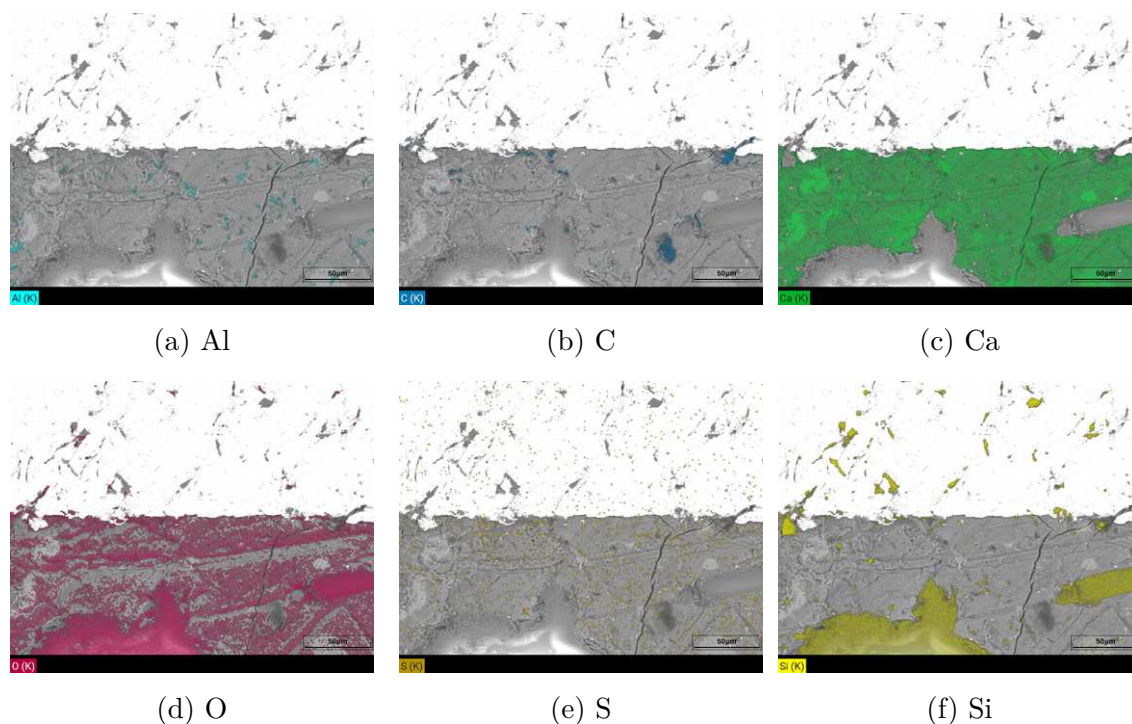 50µm
Al (K)
50µm
C (K)
50µm
Ca (K)
(a) Al
(b) C
(c) Ca
50µm
O (K)
50µm
S (K)
50µm
Si (K)
(d) O
(e) S
(f) Si